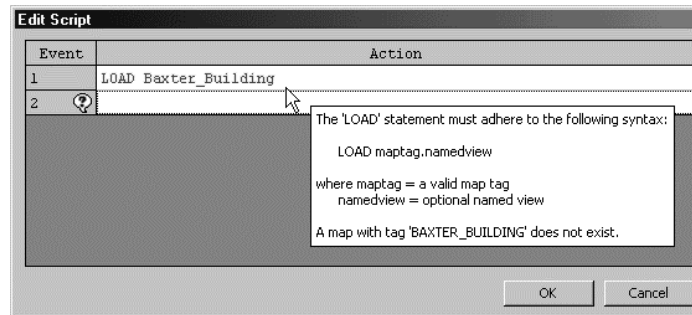 Edit Script
Event Action
1 LOAD Baxter_Building
2
The 'LOAD' statement must adhere to the following syntax:
LOAD maptag.namedview
where maptag = a valid map tag
namedview = optional named view
A map with tag 'BAXTER_BUILDING' does not exist.
OK Cancel